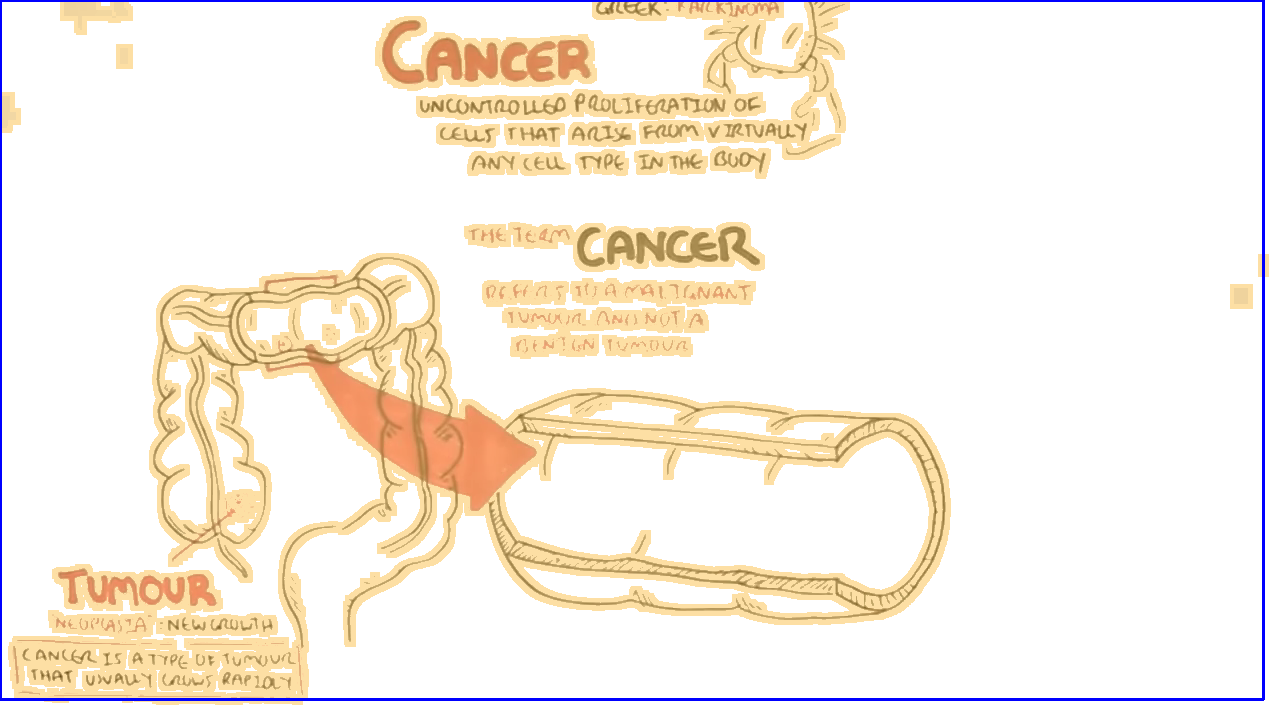 GREEK: KARKINOMA
CANCER
UNCONTROLLED PROLIFERATION OF
CELLS THAT ARISE FROM VIRTUALLY
ANY CELL TYPE IN THE BODY
THE TERM CANCER
REFERS TO A MALIGNANT
TUMOUR AND NOT A
BENIGN TUMOUR
TUMOUR
"NEOPLASIA": NEW GROWTH
CANCER IS A TYPE OF TUMOUR
THAT USUALLY GROWS RAPIDLY